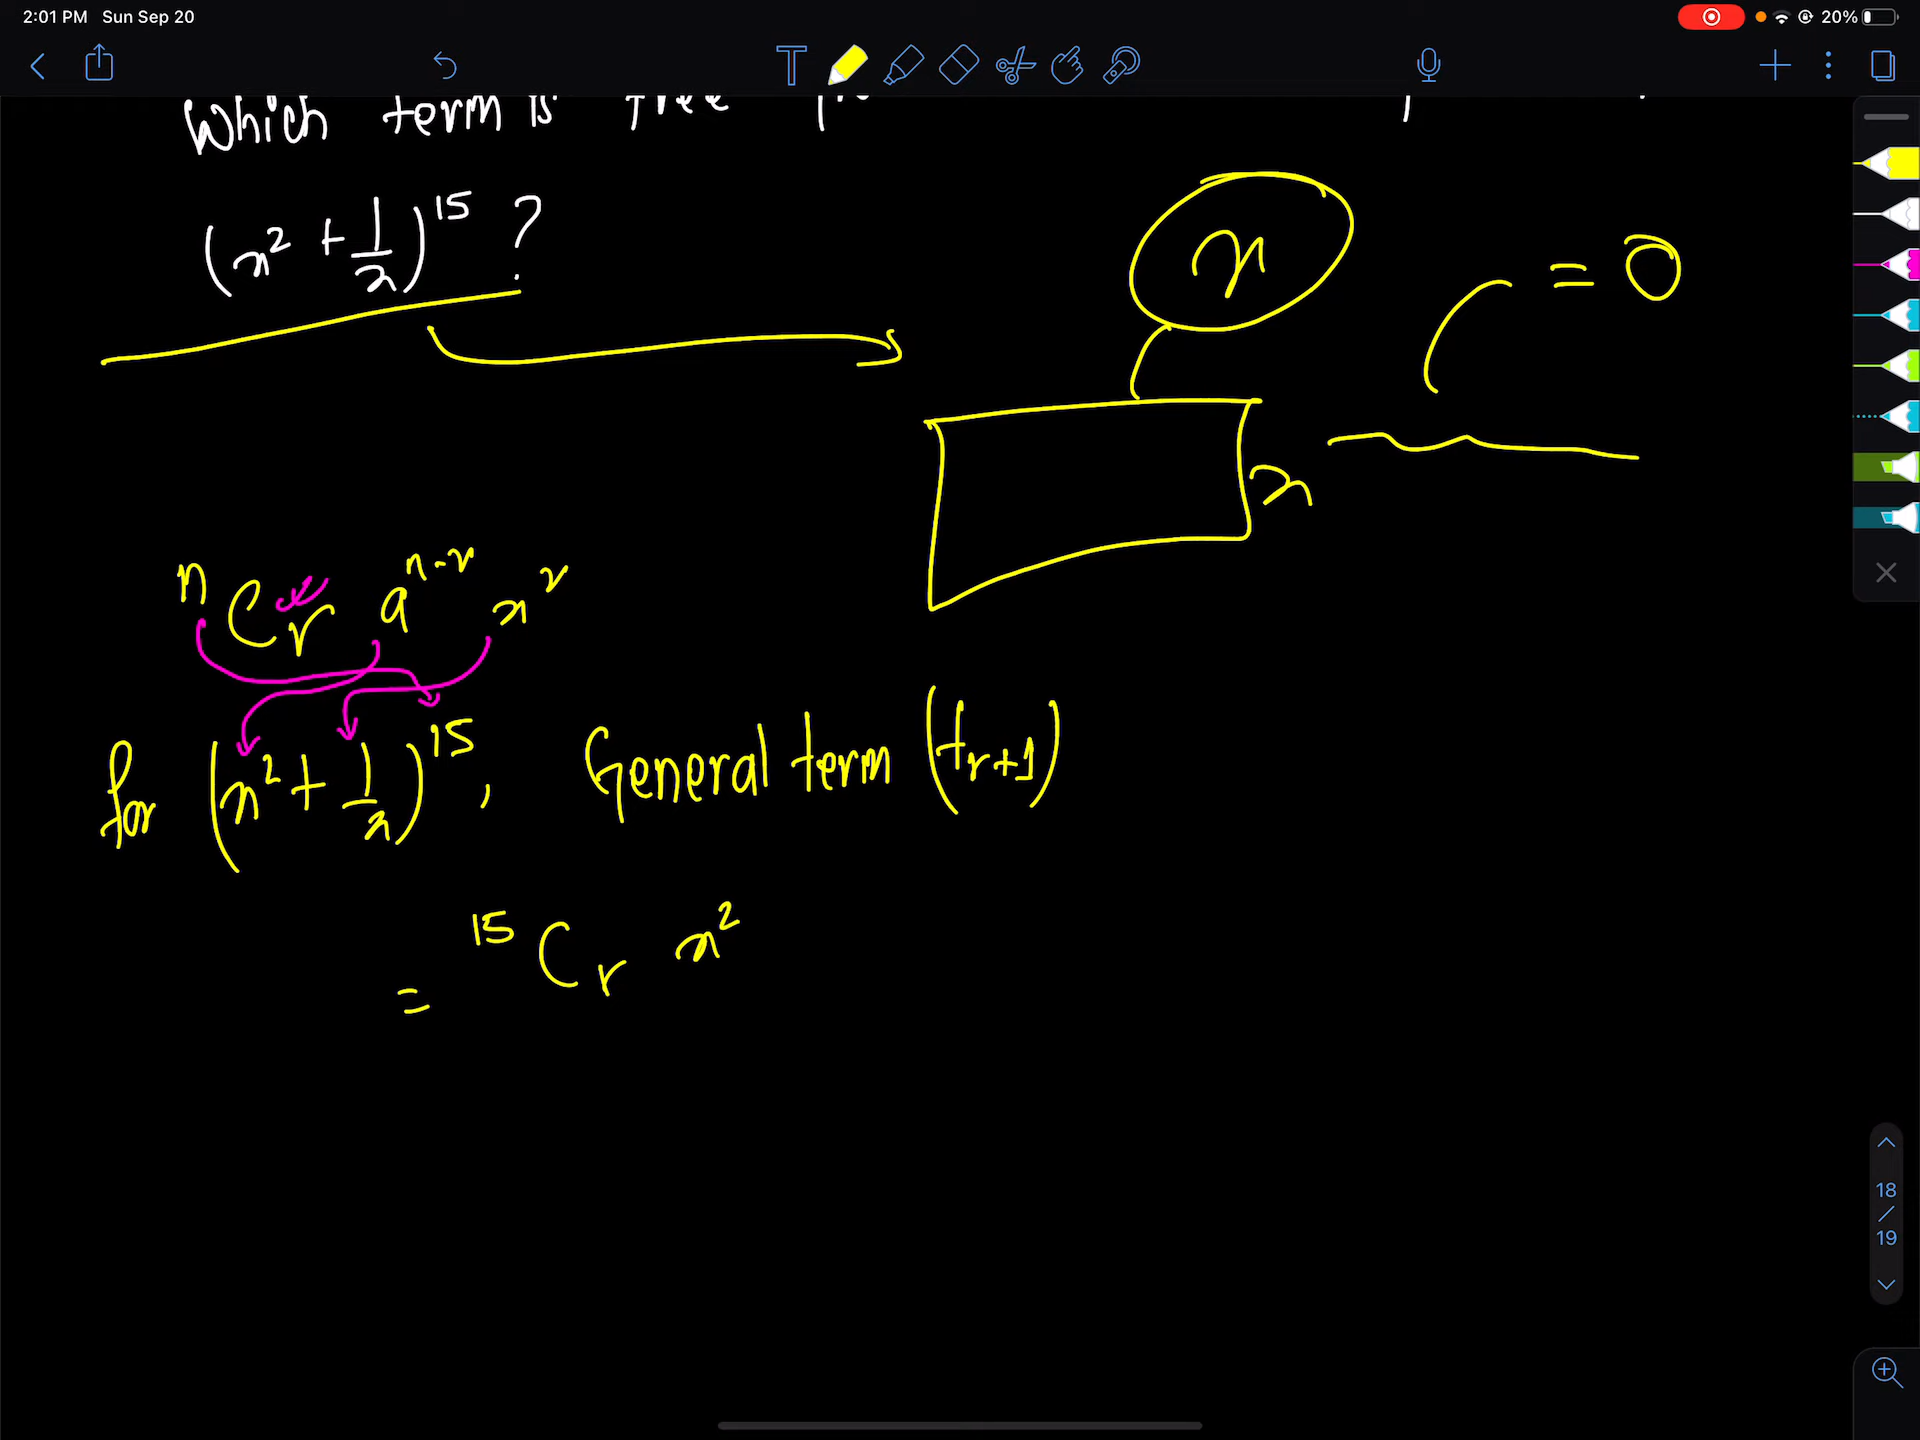 2:01 PM Sun Sep 20
20%
Which term is free
(x² + 1/x)¹⁵ ?
x
= 0
x
ⁿCᵣ aⁿ⁻ʳ xʳ
for (x² + 1/x)¹⁵, General term (tᵣ₊₁)
= ¹⁵Cᵣ x²
18
/
19